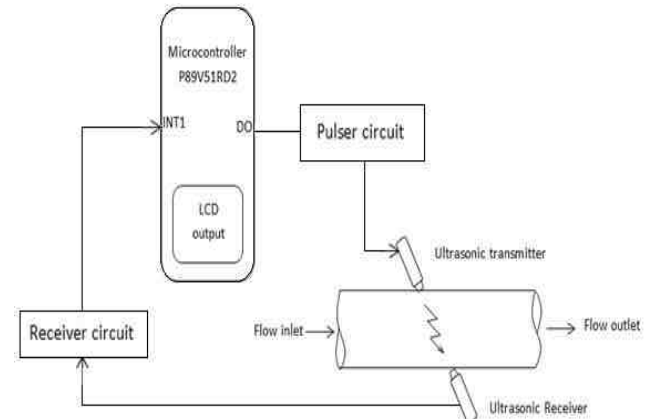 Microcontroller
P89V51RD2
INT1
DO
Pulser circuit
LCD
output
Ultrasonic transmitter
Receiver circuit
Flow inlet
Flow outlet
Ultrasonic Receiver